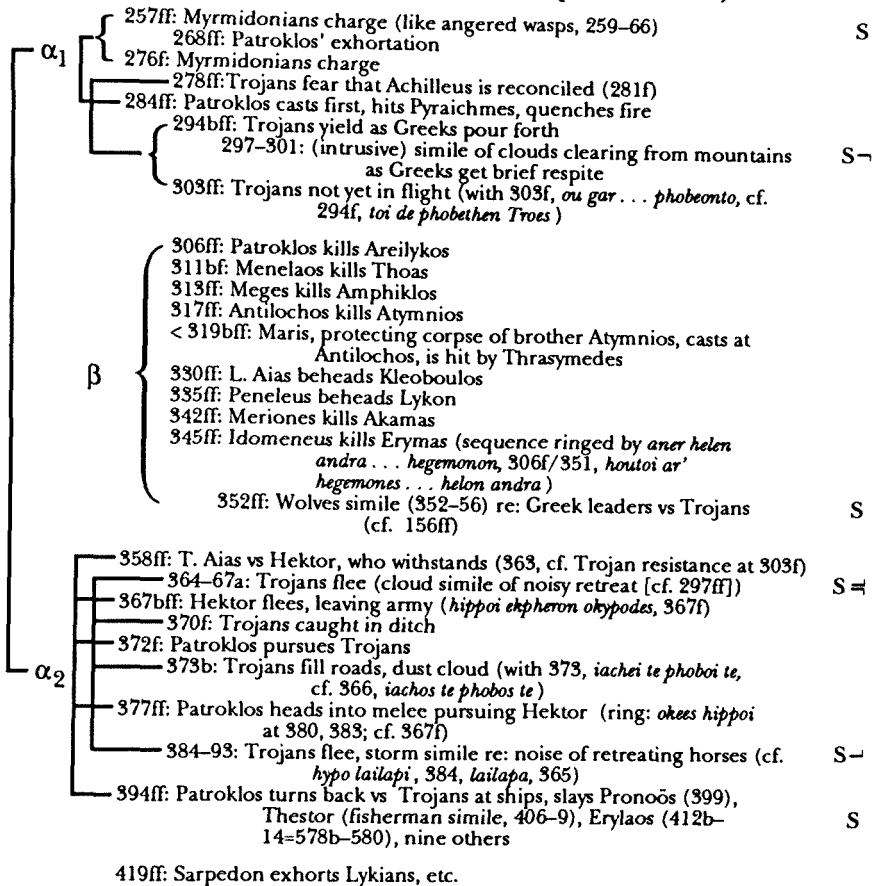 257ff: Myrmidonians charge (like angered wasps, 259–66) S
268ff: Patroklos' exhortation
α1
276f: Myrmidonians charge
278ff:Trojans fear that Achilleus is reconciled (281f)
284ff: Patroklos casts first, hits Pyraichmes, quenches fire
294bff: Trojans yield as Greeks pour forth
297–301: (intrusive) simile of clouds clearing from mountains S¬
as Greeks get brief respite
303ff: Trojans not yet in flight (with 303f, ou gar . . . phobeonto, cf.
294f, toi de phobethen Troes )
306ff: Patroklos kills Areilykos
311bf: Menelaos kills Thoas
313ff: Meges kills Amphiklos
317ff: Antilochos kills Atymnios
< 319bff: Maris, protecting corpse of brother Atymnios, casts at
Antilochos, is hit by Thrasymedes
β
330ff: L. Aias beheads Kleoboulos
335ff: Peneleus beheads Lykon
342ff: Meriones kills Akamas
345ff: Idomeneus kills Erymas (sequence ringed by aner helen
andra . . . hegemonon, 306f/351, houtoi ar'
hegemones . . . helon andra )
352ff: Wolves simile (352–56) re: Greek leaders vs Trojans S
(cf. 156ff)
358ff: T. Aias vs Hektor, who withstands (363, cf. Trojan resistance at 303f)
364–67a: Trojans flee (cloud simile of noisy retreat [cf. 297ff]) S
367bff: Hektor flees, leaving army (hippoi ekpheron okypodes, 367f)
370f: Trojans caught in ditch
372f: Patroklos pursues Trojans
α2
373b: Trojans fill roads, dust cloud (with 373, iachei te phoboi te,
cf. 366, iachos te phobos te )
377ff: Patroklos heads into melee pursuing Hektor (ring: okees hippoi
at 380, 383; cf. 367f)
384–93: Trojans flee, storm simile re: noise of retreating horses (cf. S
hypo lailapi , 384, lailapa, 365)
394ff: Patroklos turns back vs Trojans at ships, slays Pronoös (399),
Thestor (fisherman simile, 406–9), Erylaos (412b– S
14=578b–580), nine others
419ff: Sarpedon exhorts Lykians, etc.